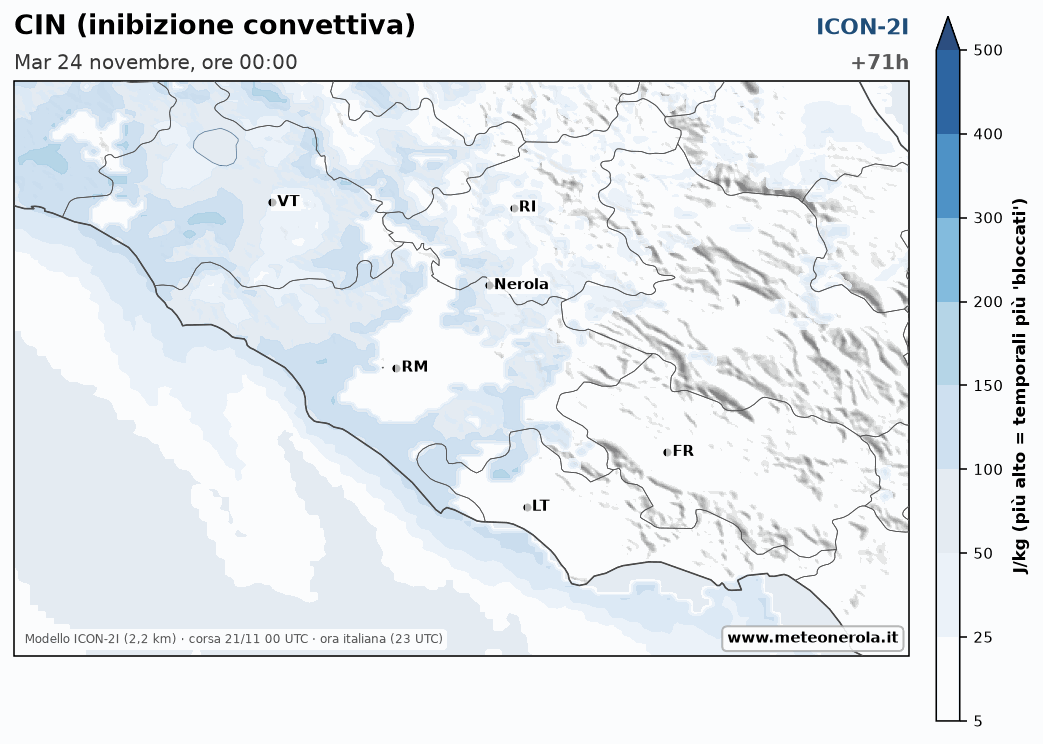 CIN (inibizione convettiva)
ICON-2I
Mar 24 novembre, ore 00:00
+71h
500
400
300
200
150
100
50
25
5
J/kg (più alto = temporali più 'bloccati')
VT
RI
Nerola
RM
FR
LT
Modello ICON-2I (2,2 km) · corsa 21/11 00 UTC · ora italiana (23 UTC)
www.meteonerola.it